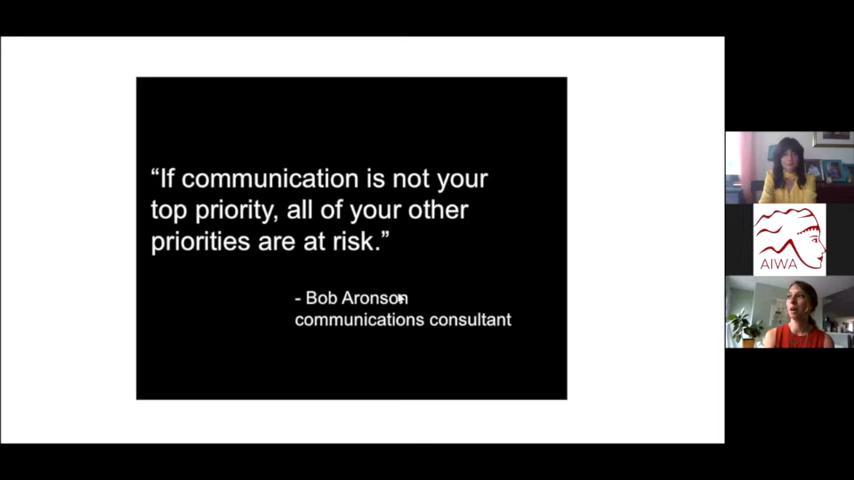 “If communication is not your
top priority, all of your other
priorities are at risk.”
- Bob Aronson
communications consultant
AIWA